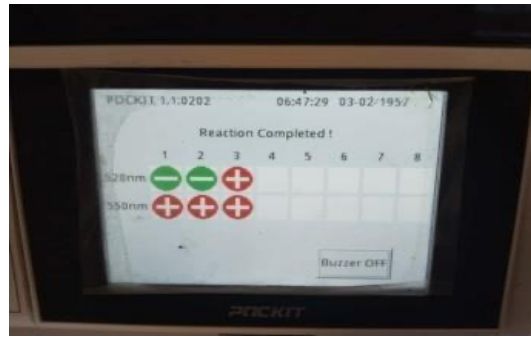 POCKIT 1.1.0202 06:47:29 03-02-1957
Reaction Completed !
1 2 3 4 5 6 7 8
528nm
550nm
Buzzer OFF
POCKIT